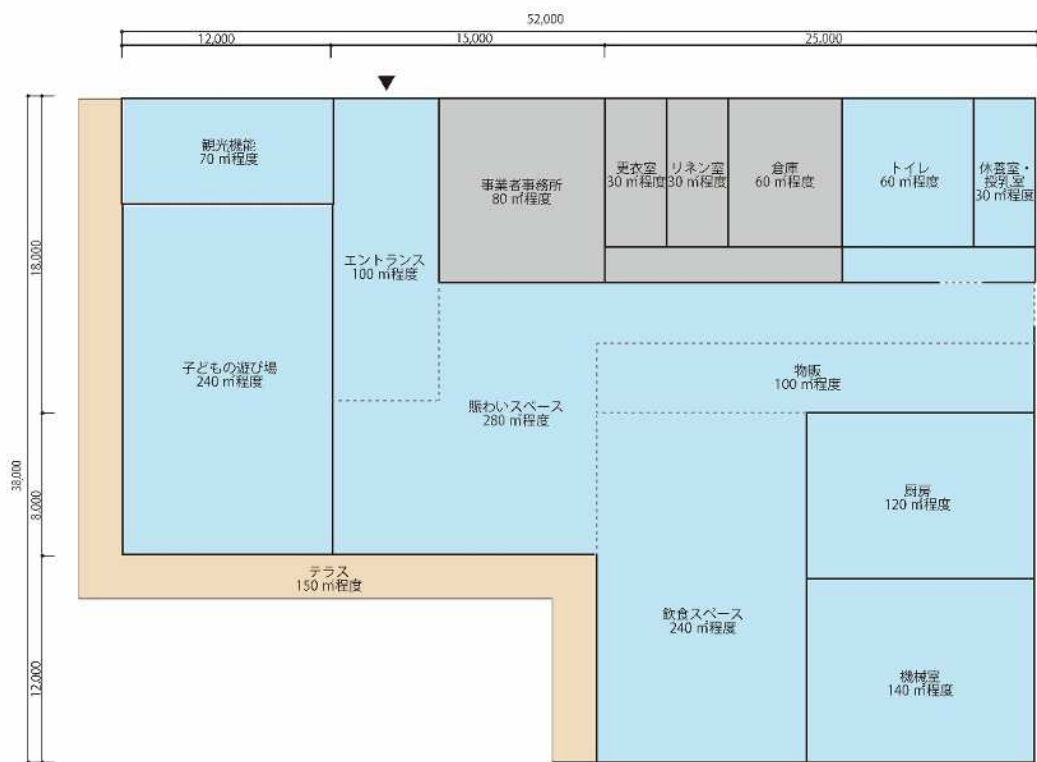 52,000
12,000
15,000
25,000
観光機能
70 ㎡程度
事業者事務所
80 ㎡程度
更衣室
30 ㎡程度
リネン室
30 ㎡程度
倉庫
60 ㎡程度
トイレ
60 ㎡程度
休養室・
授乳室
30 ㎡程度
18,000
エントランス
100 ㎡程度
子どもの遊び場
240 ㎡程度
物販
100 ㎡程度
賑わいスペース
280 ㎡程度
38,000
8,000
厨房
120 ㎡程度
テラス
150 ㎡程度
飲食スペース
240 ㎡程度
12,000
機械室
140 ㎡程度